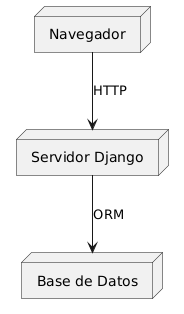 Navegador
HTTP
Servidor Django
ORM
Base de Datos